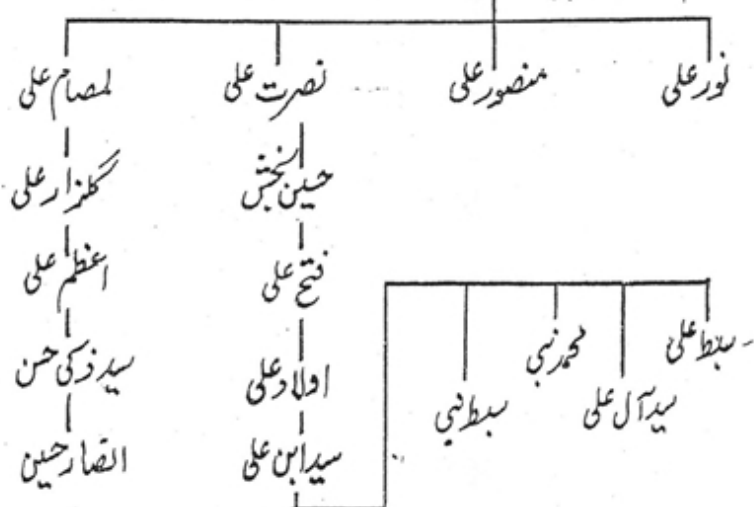 نور علی منصور علی نصرت علی لمصام علی
حسین بخش گلزار علی
فتح علی اعظم علی
سبط علی محمد نبی اولاد علی سید ذکی حسن
سید آل علی سبط نبی
سید ابن علی انصار حسین